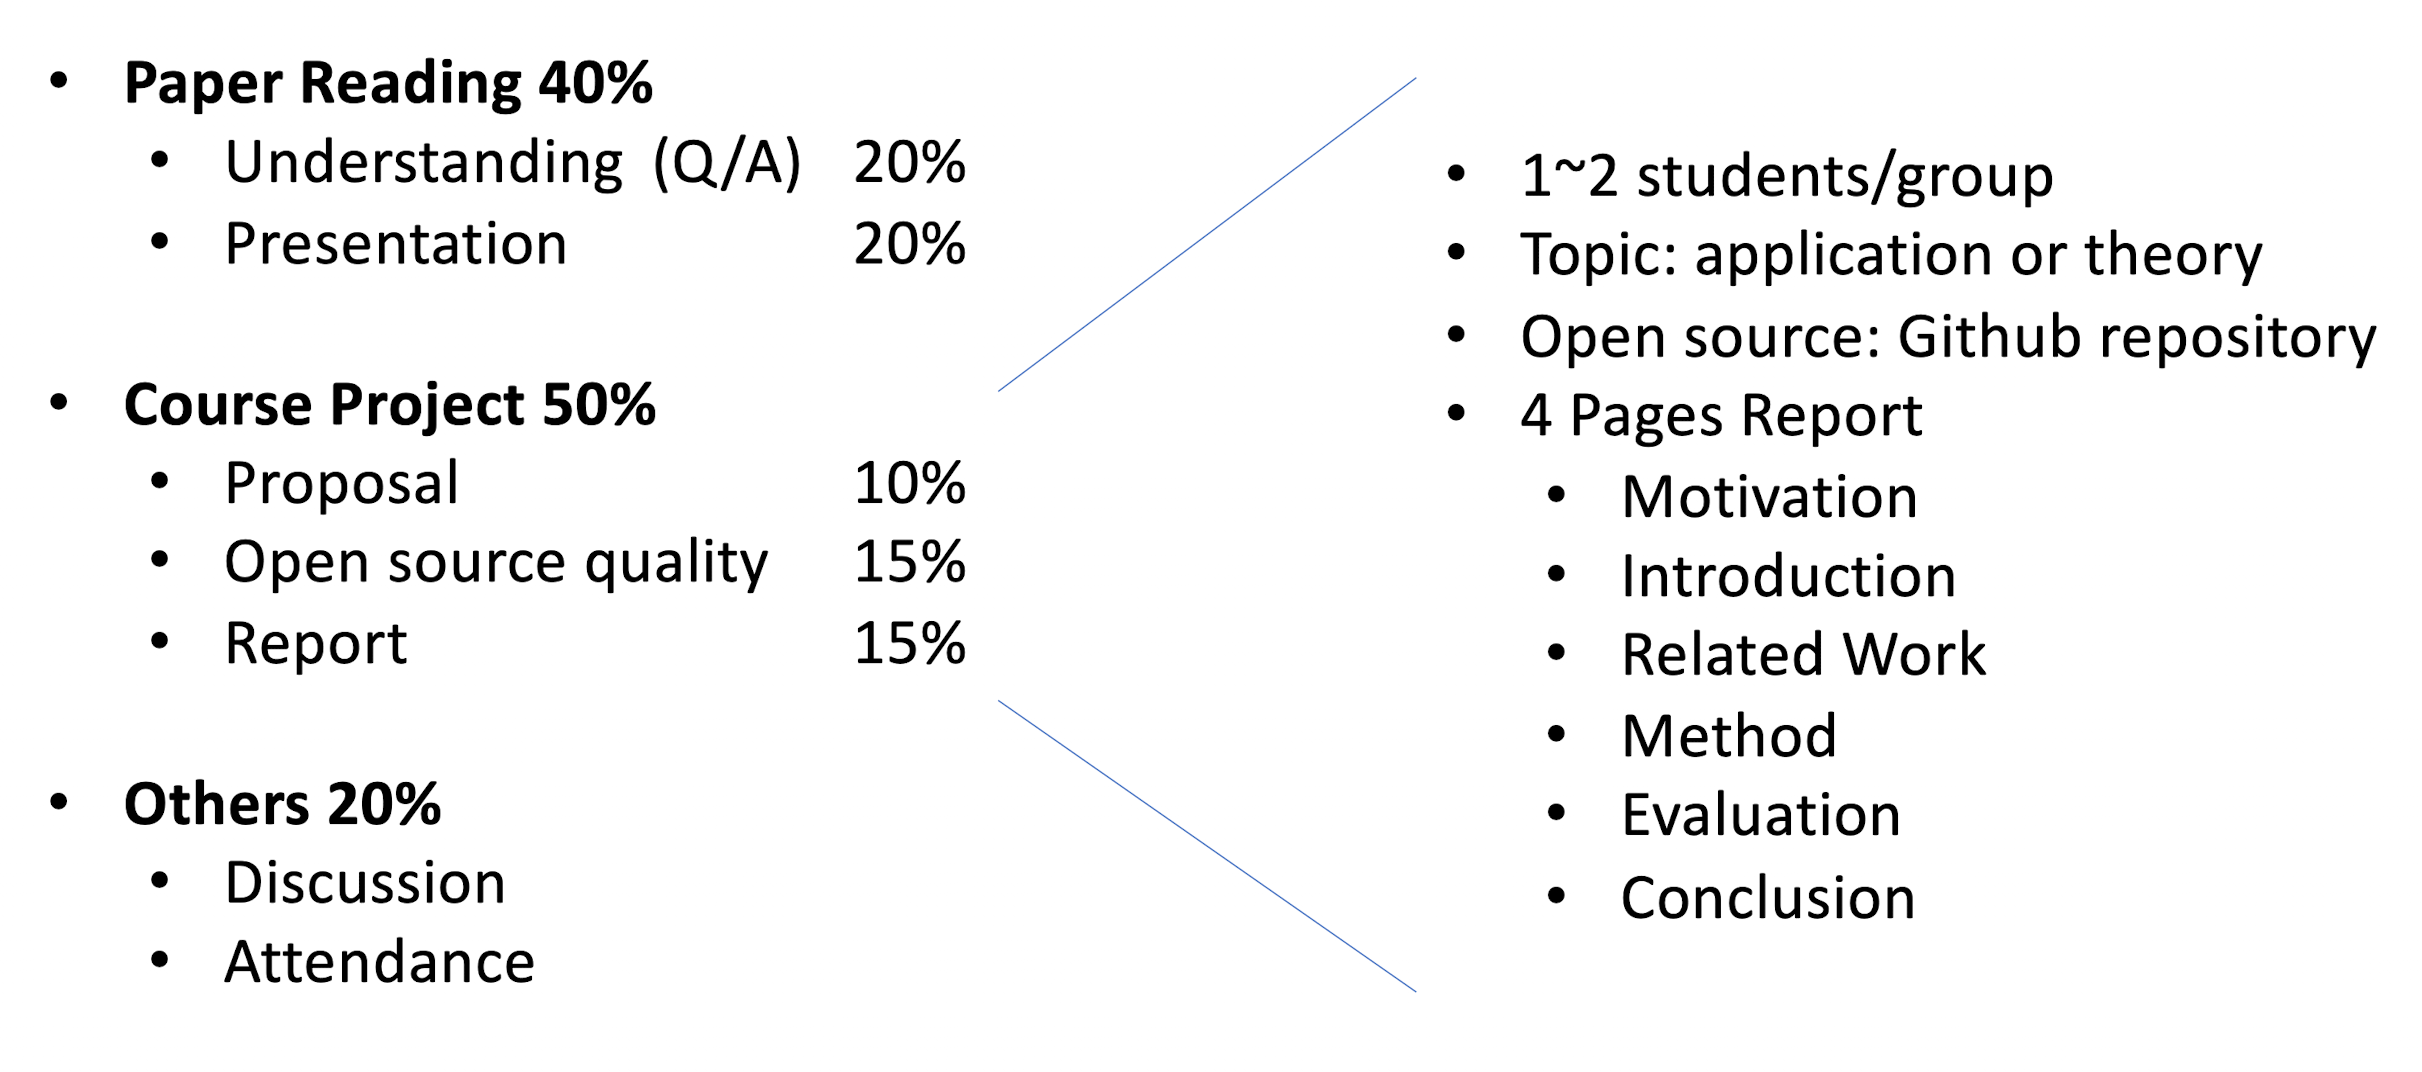 • Paper Reading 40%
• Understanding (Q/A) 20%
• Presentation 20%
• Course Project 50%
• Proposal 10%
• Open source quality 15%
• Report 15%
• Others 20%
• Discussion
• Attendance
• 1~2 students/group
• Topic: application or theory
• Open source: Github repository
• 4 Pages Report
• Motivation
• Introduction
• Related Work
• Method
• Evaluation
• Conclusion